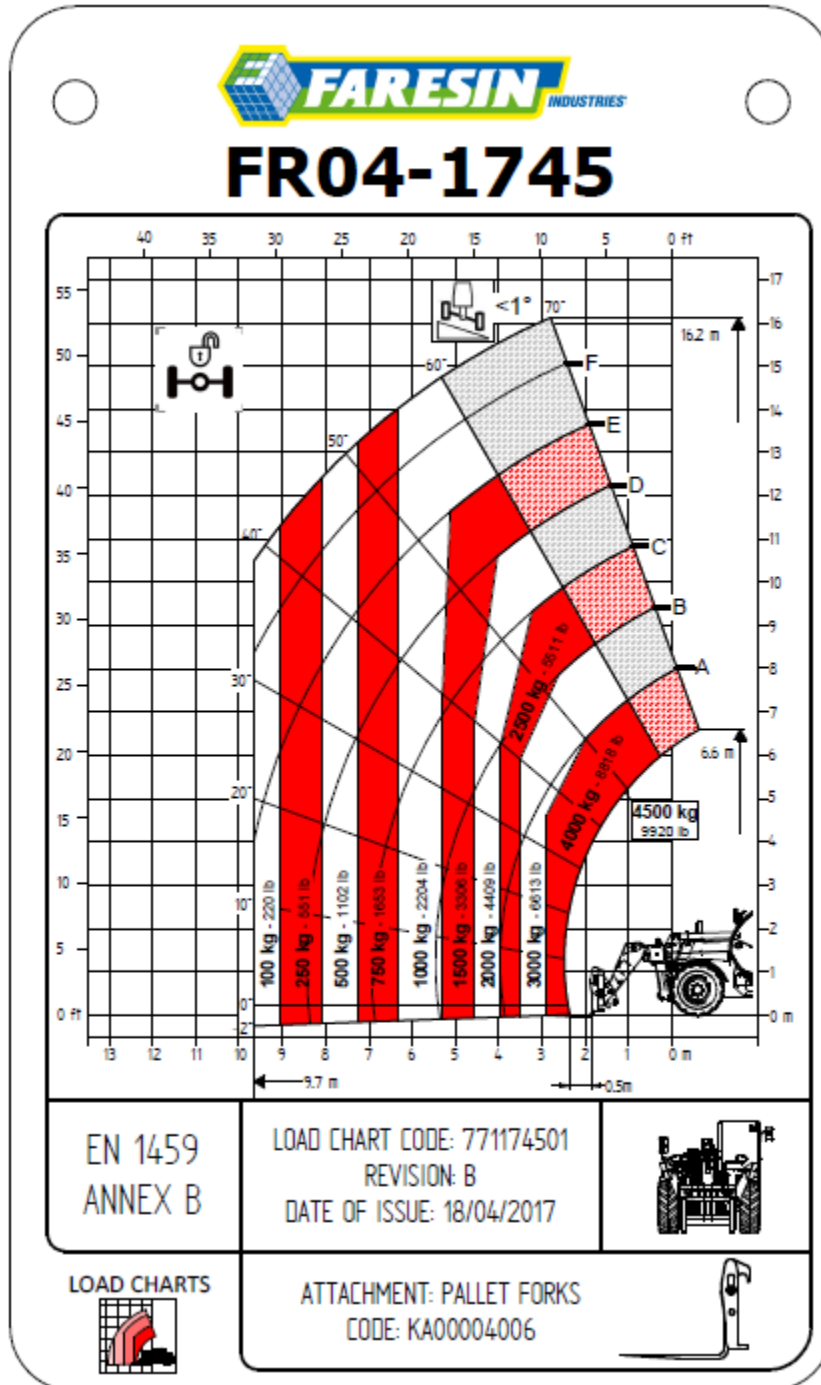 FARESIN
INDUSTRIES
FR04-1745
40 35 30 25 20 15 10 5 0 ft
55
50
45
40
35
30
25
20
15
10
5
0 ft
17
16
15
14
13
12
11
10
9
8
7
6
5
4
3
2
1
0 m
<1°
70°
60°
50°
40°
30°
20°
10°
0°
-2°
16.2 m
F
E
D
C
B
A
6.6 m
100 kg - 220 lb
250 kg - 551 lb
500 kg - 1102 lb
750 kg - 1653 lb
1000 kg - 2204 lb
1500 kg - 3306 lb
2000 kg - 4409 lb
2500 kg - 5511 lb
3000 kg - 6613 lb
4000 kg - 8818 lb
4500 kg
9920 lb
13 12 11 10 9 8 7 6 5 4 3 2 1 0 m
9.7 m
0.5m
EN 1459
ANNEX B
LOAD CHART CODE: 771174501
REVISION: B
DATE OF ISSUE: 18/04/2017
LOAD CHARTS
ATTACHMENT: PALLET FORKS
CODE: KA00004006